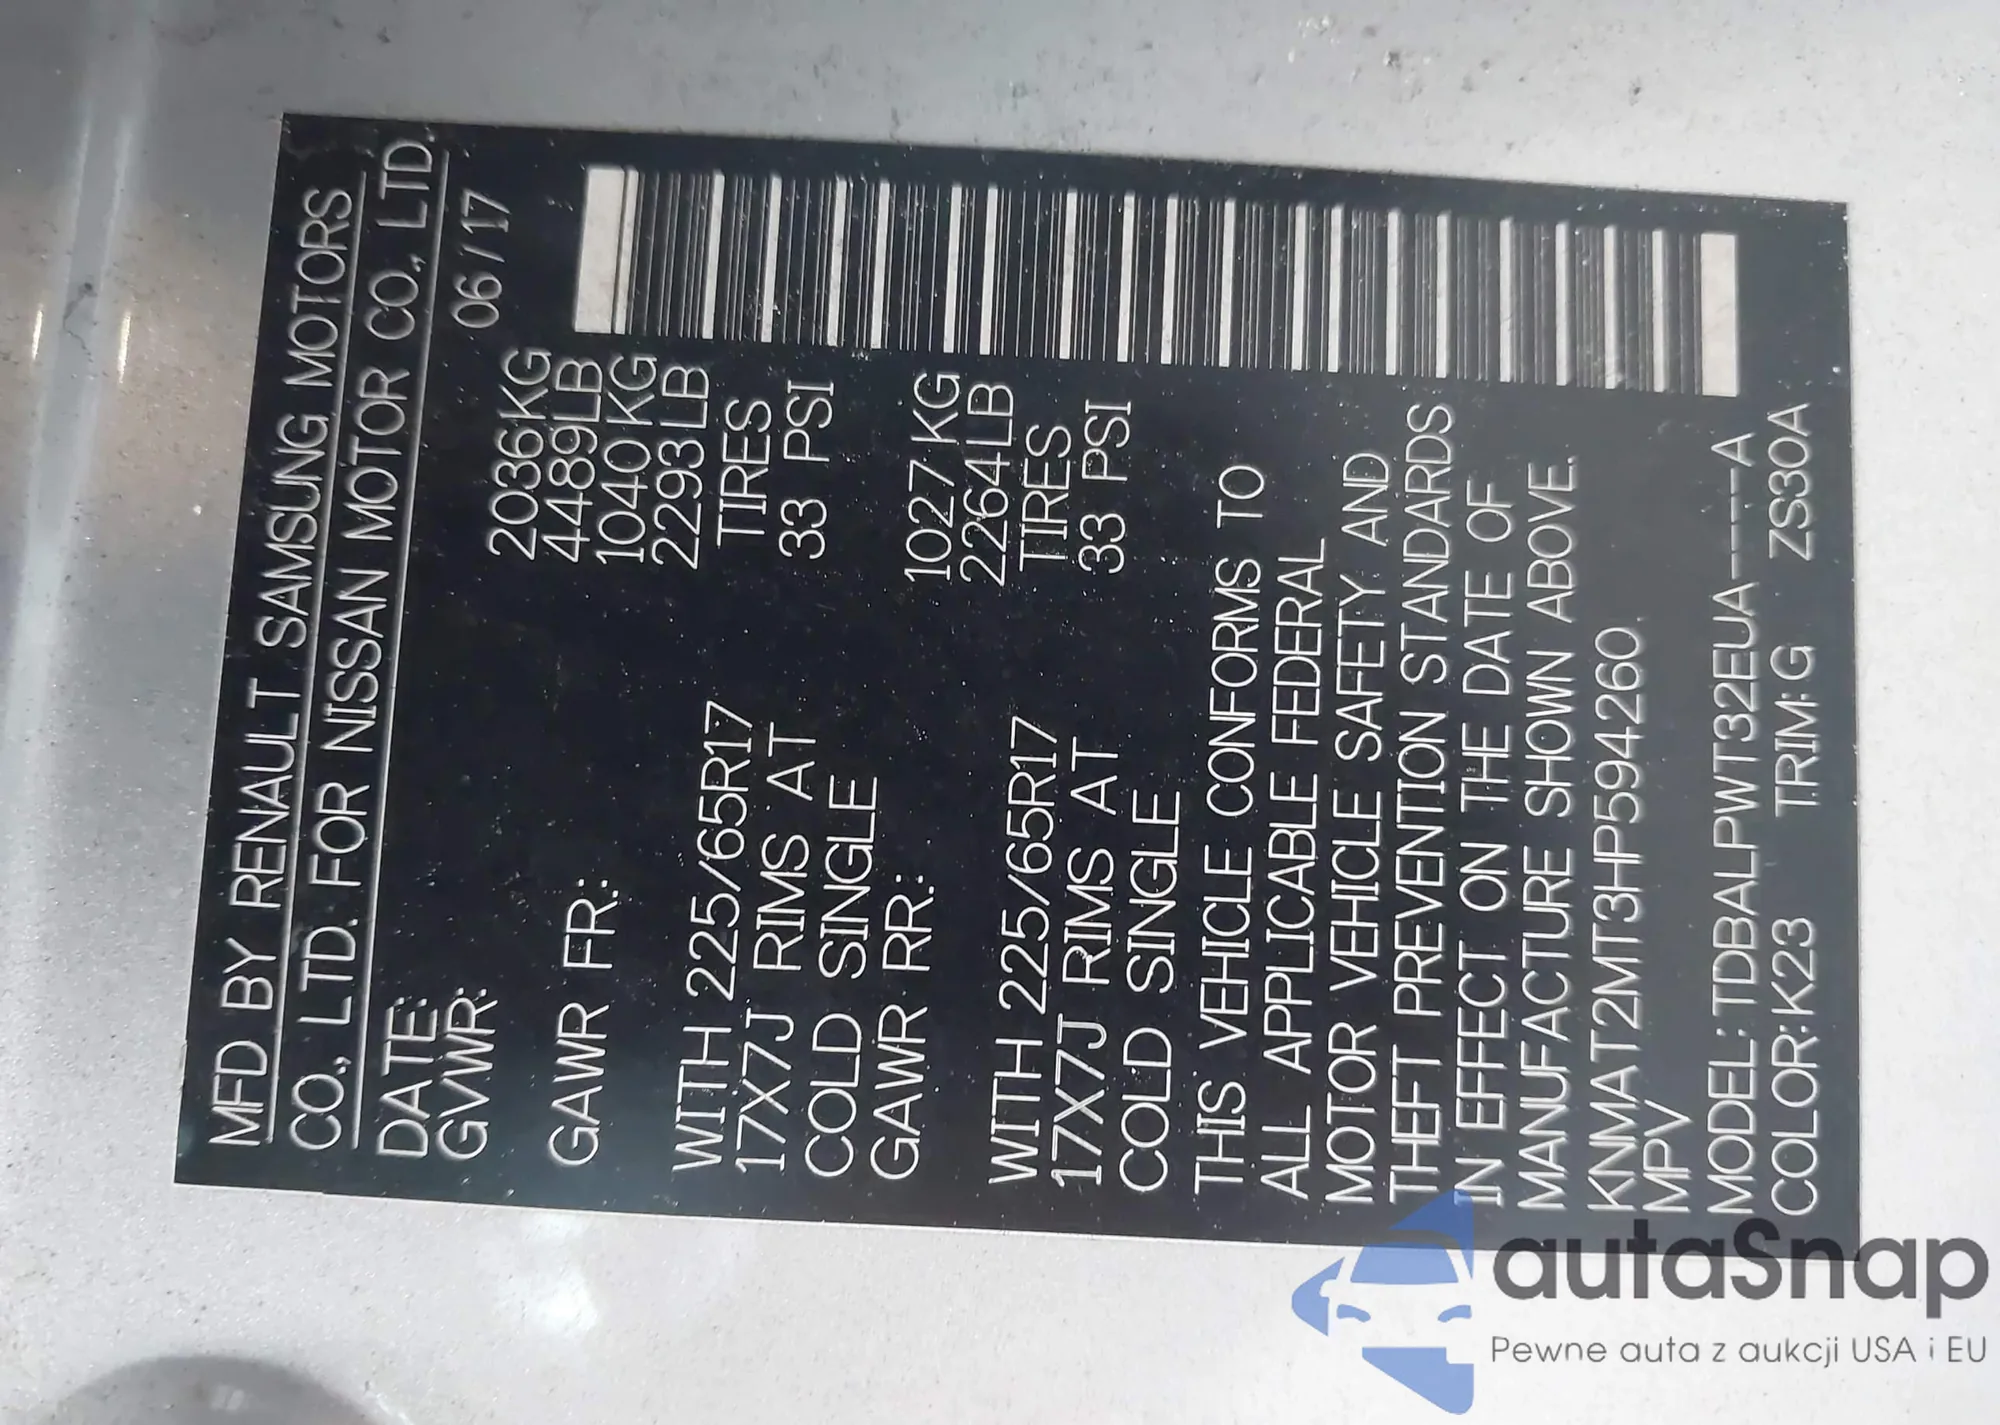 MFD BY RENAULT SAMSUNG MOTORS
CO., LTD. FOR NISSAN MOTOR CO., LTD.
DATE: 06/17
GVWR: 2036KG
4489LB
GAWR FR.: 1040KG
2293LB
WITH 225/65R17 TIRES
17X7J RIMS AT 33 PSI
COLD SINGLE
GAWR RR.: 1027KG
2264LB
WITH 225/65R17 TIRES
17X7J RIMS AT 33 PSI
COLD SINGLE
THIS VEHICLE CONFORMS TO
ALL APPLICABLE FEDERAL
MOTOR VEHICLE SAFETY AND
THEFT PREVENTION STANDARDS
IN EFFECT ON THE DATE OF
MANUFACTURE SHOWN ABOVE.
KNMAT2MT3HP594260
MPV
MODEL: TDBALPWT32EUA-----A
COLOR:K23 TRIM:G ZS30A
autaSnap
Pewne auta z aukcji USA i EU